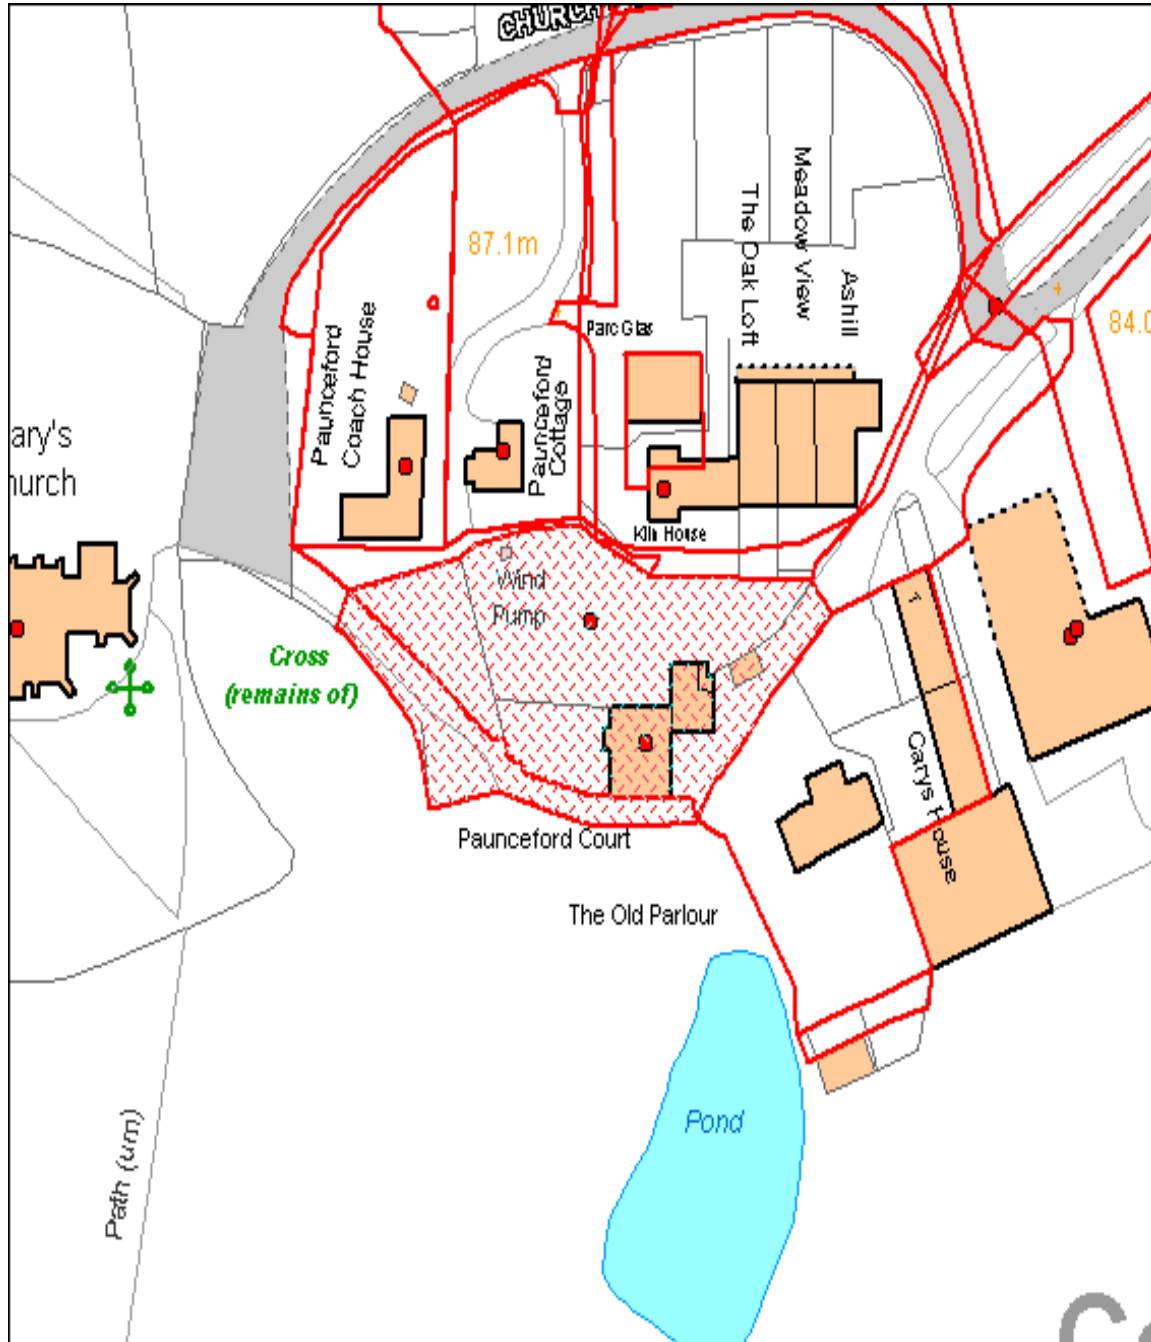 CHURCH
87.1m
Meadow View
The Oak Loft
Ashill
84.0
Parc Glas
Paunceford
Coach House
Paunceford
Cottage
ary's
hurch
Kiln House
Wind
Pump
1
Cross
(remains of)
Carys House
Paunceford Court
The Old Parlour
Pond
Path (um)
Co